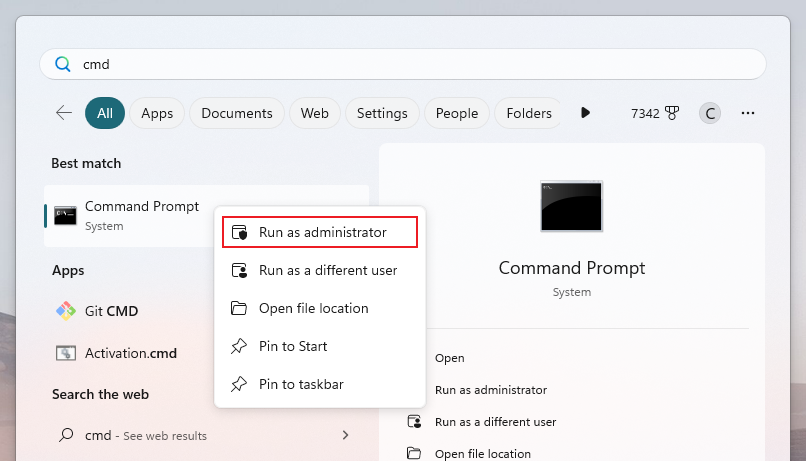 cmd
All Apps Documents Web Settings People Folders 7342 C
Best match
Command Prompt
System
Run as administrator
Run as a different user
Open file location
Pin to Start
Pin to taskbar
Apps
Git CMD
Activation.cmd
Search the web
cmd - See web results
Command Prompt
System
Open
Run as administrator
Run as a different user
Open file location